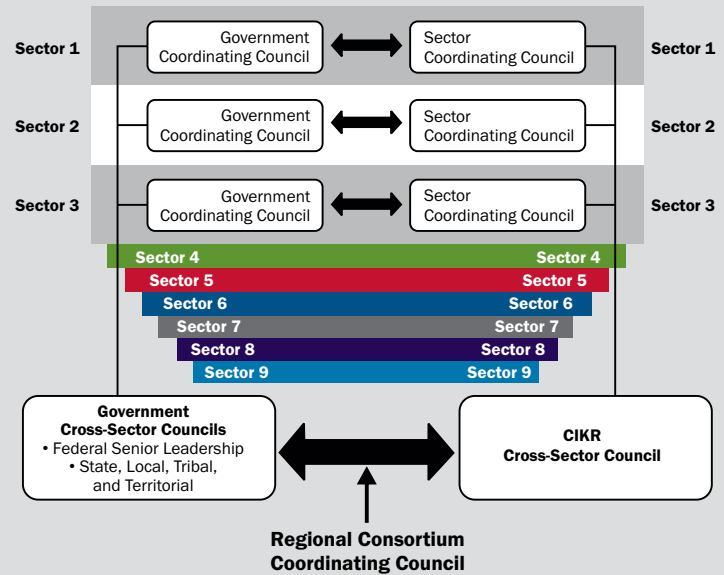 Sector 1
Government
Coordinating Council
Sector
Coordinating Council
Sector 1
Sector 2
Government
Coordinating Council
Sector
Coordinating Council
Sector 2
Sector 3
Government
Coordinating Council
Sector
Coordinating Council
Sector 3
Sector 4
Sector 4
Sector 5
Sector 5
Sector 6
Sector 6
Sector 7
Sector 7
Sector 8
Sector 8
Sector 9
Sector 9
Government
Cross-Sector Councils
• Federal Senior Leadership
• State, Local, Tribal,
and Territorial
CIKR
Cross-Sector Council
Regional Consortium
Coordinating Council